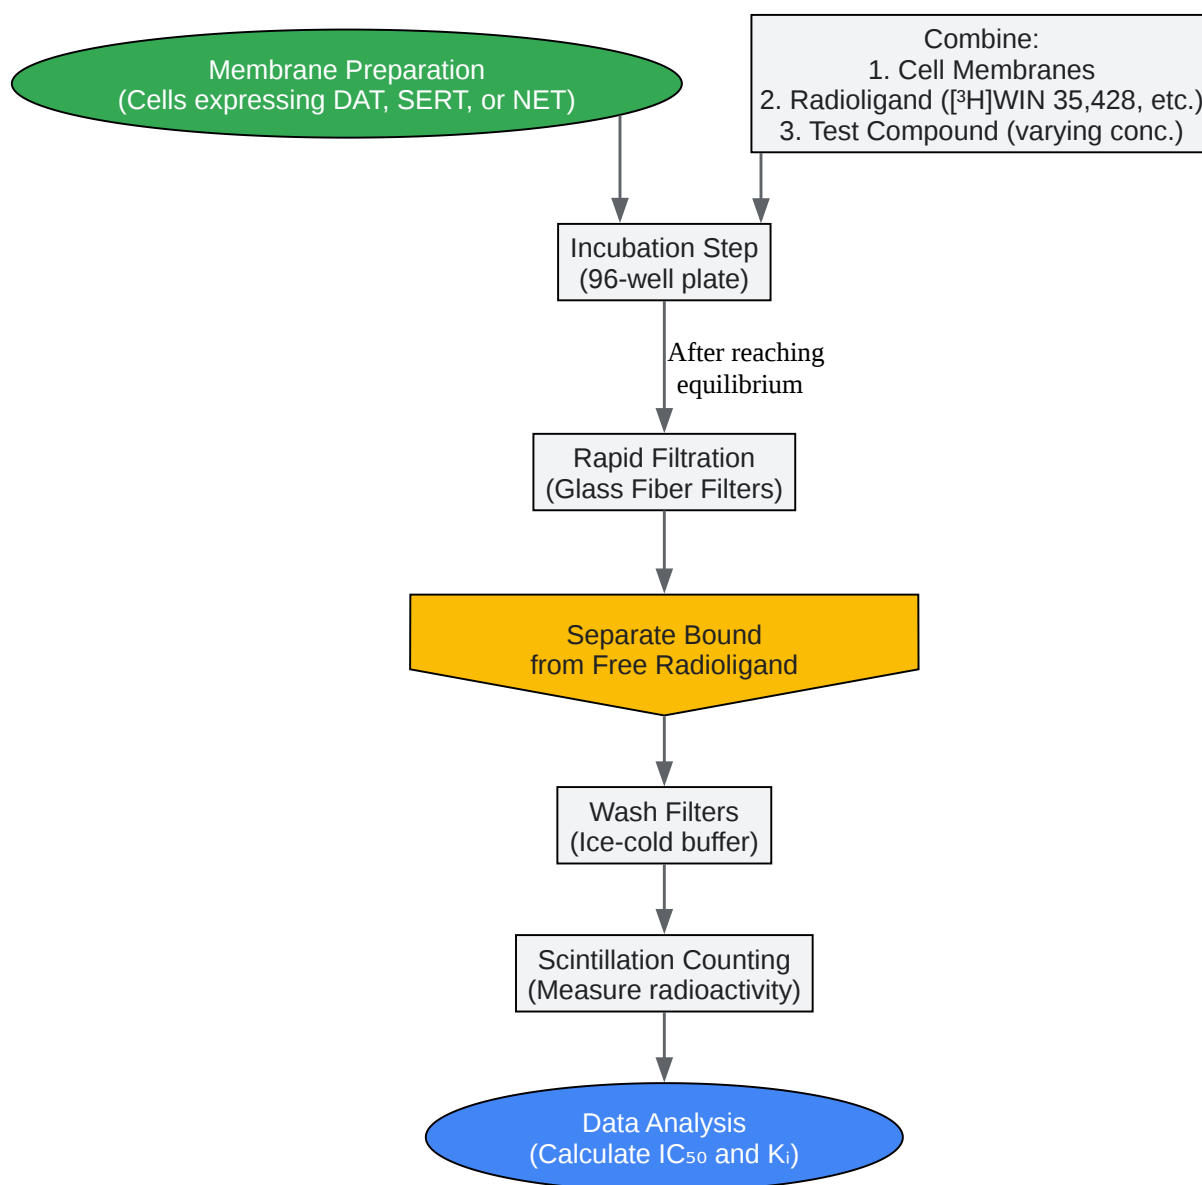 Membrane Preparation
(Cells expressing DAT, SERT, or NET)
Combine:
1. Cell Membranes
2. Radioligand ([³H]WIN 35,428, etc.)
3. Test Compound (varying conc.)
Incubation Step
(96-well plate)
After reaching
equilibrium
Rapid Filtration
(Glass Fiber Filters)
Separate Bound
from Free Radioligand
Wash Filters
(Ice-cold buffer)
Scintillation Counting
(Measure radioactivity)
Data Analysis
(Calculate IC₅₀ and Kᵢ)